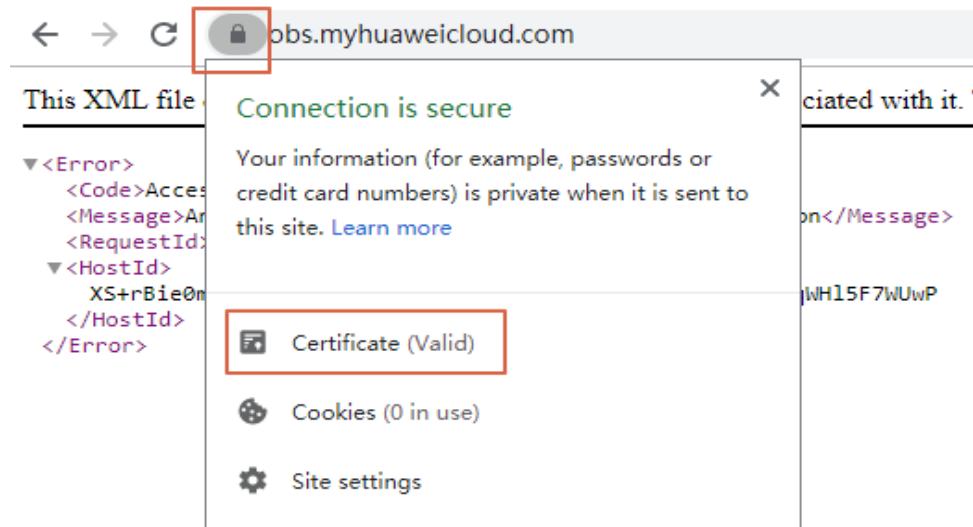 obs.myhuaweicloud.com
This XML file
ciated with it.
Connection is secure
Your information (for example, passwords or
credit card numbers) is private when it is sent to
this site. Learn more
▼<Error>
<Code>Acces
<Message>An
on</Message>
<RequestId>
▼<HostId>
XS+rBie0m
WHl5F7WUwP
</HostId>
</Error>
Certificate (Valid)
Cookies (0 in use)
Site settings